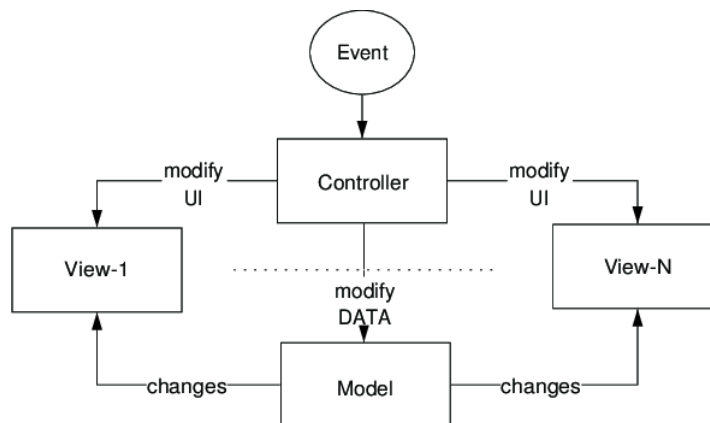 Event
modify
UI
Controller
modify
UI
View-1
View-N
modify
DATA
changes
Model
changes